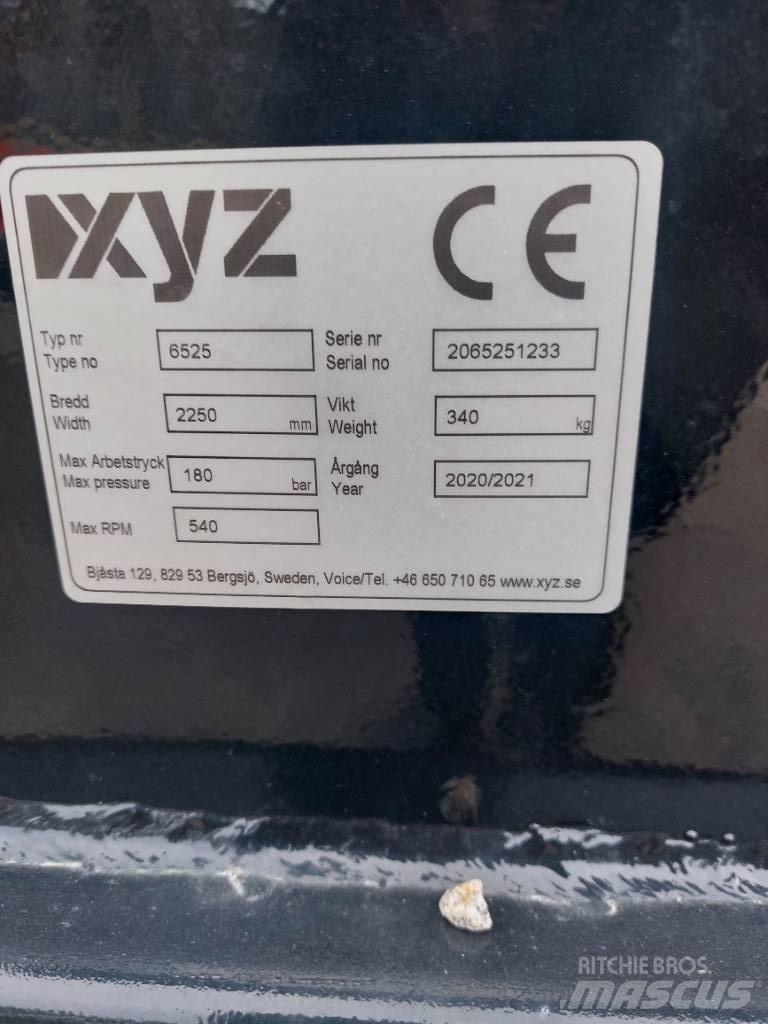 xyz CE
Typ nr 6525 Serie nr 2065251233
Type no Serial no
Bredd 2250 mm Vikt 340 kg
Width Weight
Max Arbetstryck 180 bar Årgång 2020/2021
Max pressure Year
Max RPM 540
Bjåsta 129, 829 53 Bergsjö, Sweden, Voice/Tel. +46 650 710 65 www.xyz.se
RITCHIE BROS.
MASCUS